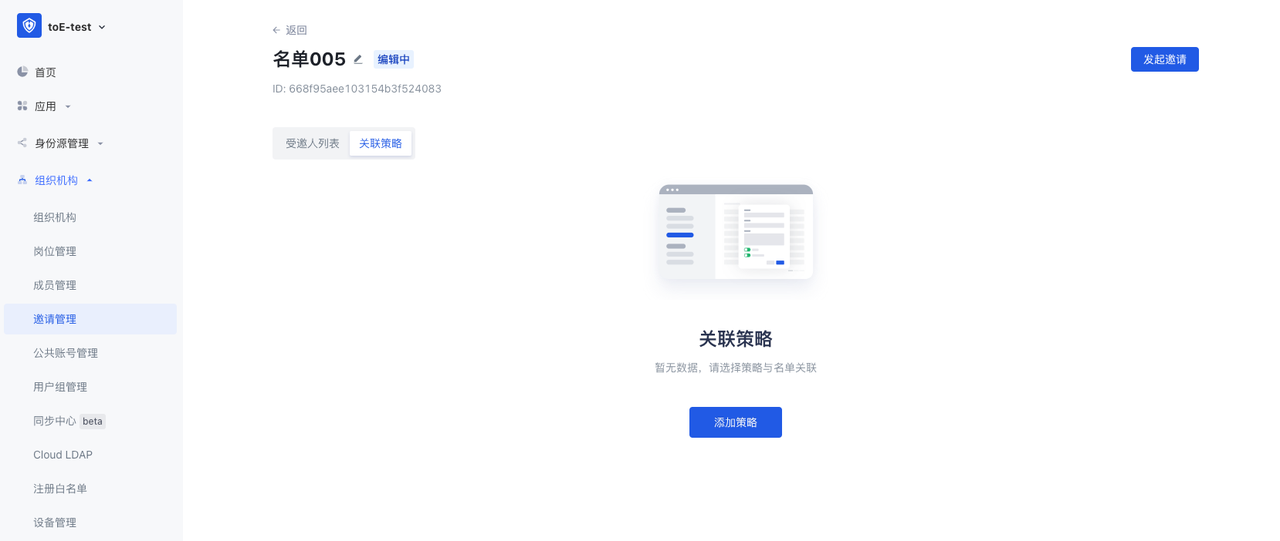 toE-test
首页
应用
身份源管理
组织机构
组织机构
岗位管理
成员管理
邀请管理
公共账号管理
用户组管理
同步中心 beta
Cloud LDAP
注册白名单
设备管理
返回
名单005 编辑中
发起邀请
ID: 668f95aee103154b3f524083
受邀人列表 关联策略
关联策略
暂无数据，请选择策略与名单关联
添加策略